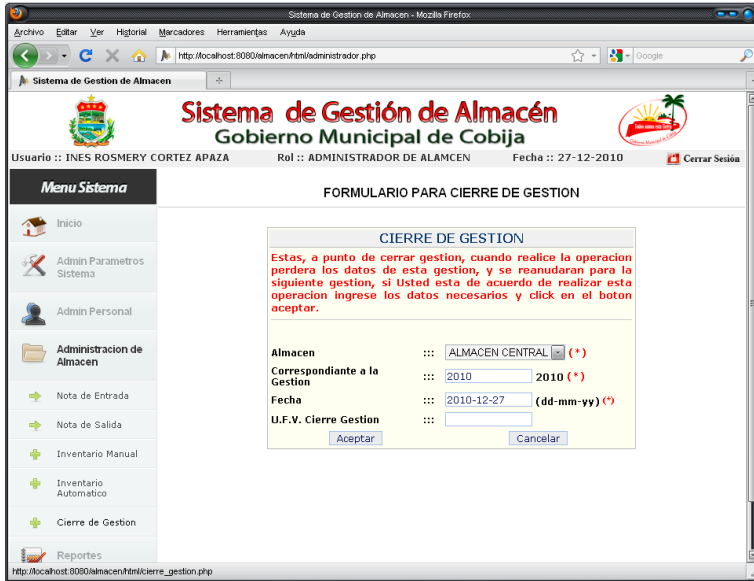 Sistema de Gestion de Almacen - Mozilla Firefox
Archivo Editar Ver Historial Marcadores Herramientas Ayuda
http://localhost:8080/almacen/html/administrador.php
Google
Sistema de Gestion de Almacen
Sistema de Gestión de Almacén
Gobierno Municipal de Cobija
Usuario :: INES ROSMERY CORTEZ APAZA Rol :: ADMINISTRADOR DE ALAMCEN Fecha :: 27-12-2010 Cerrar Sesión
Menu Sistema
FORMULARIO PARA CIERRE DE GESTION
Inicio
Admin Parametros
Sistema
Admin Personal
Administracion de
Almacen
Nota de Entrada
Nota de Salida
Inventario Manual
Inventario
Automatico
Cierre de Gestion
Reportes
CIERRE DE GESTION
Estas, a punto de cerrar gestion, cuando realice la operacion
perdera los datos de esta gestion, y se reanudaran para la
siguiente gestion, si Usted esta de acuerdo de realizar esta
operacion ingrese los datos necesarios y click en el boton
aceptar.
Almacen ::: ALMACEN CENTRAL (*)
Correspondiante a la
Gestion ::: 2010 2010 (*)
Fecha ::: 2010-12-27 (dd-mm-yy) (*)
U.F.V. Cierre Gestion :::
Aceptar Cancelar
http://localhost:8080/almacen/html/cierre_gestion.php